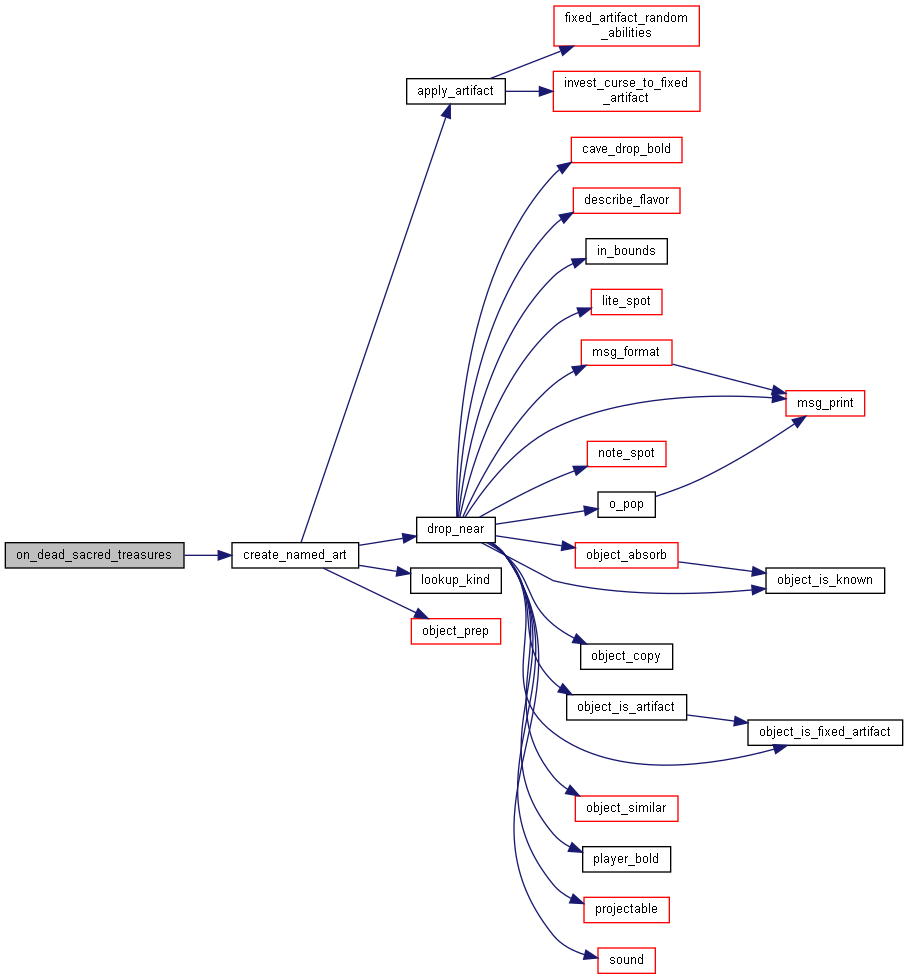 fixed_artifact_random
_abilities
apply_artifact
invest_curse_to_fixed
_artifact
cave_drop_bold
describe_flavor
in_bounds
lite_spot
msg_format
msg_print
note_spot
o_pop
drop_near
on_dead_sacred_treasures
create_named_art
object_absorb
lookup_kind
object_is_known
object_prep
object_copy
object_is_artifact
object_is_fixed_artifact
object_similar
player_bold
projectable
sound